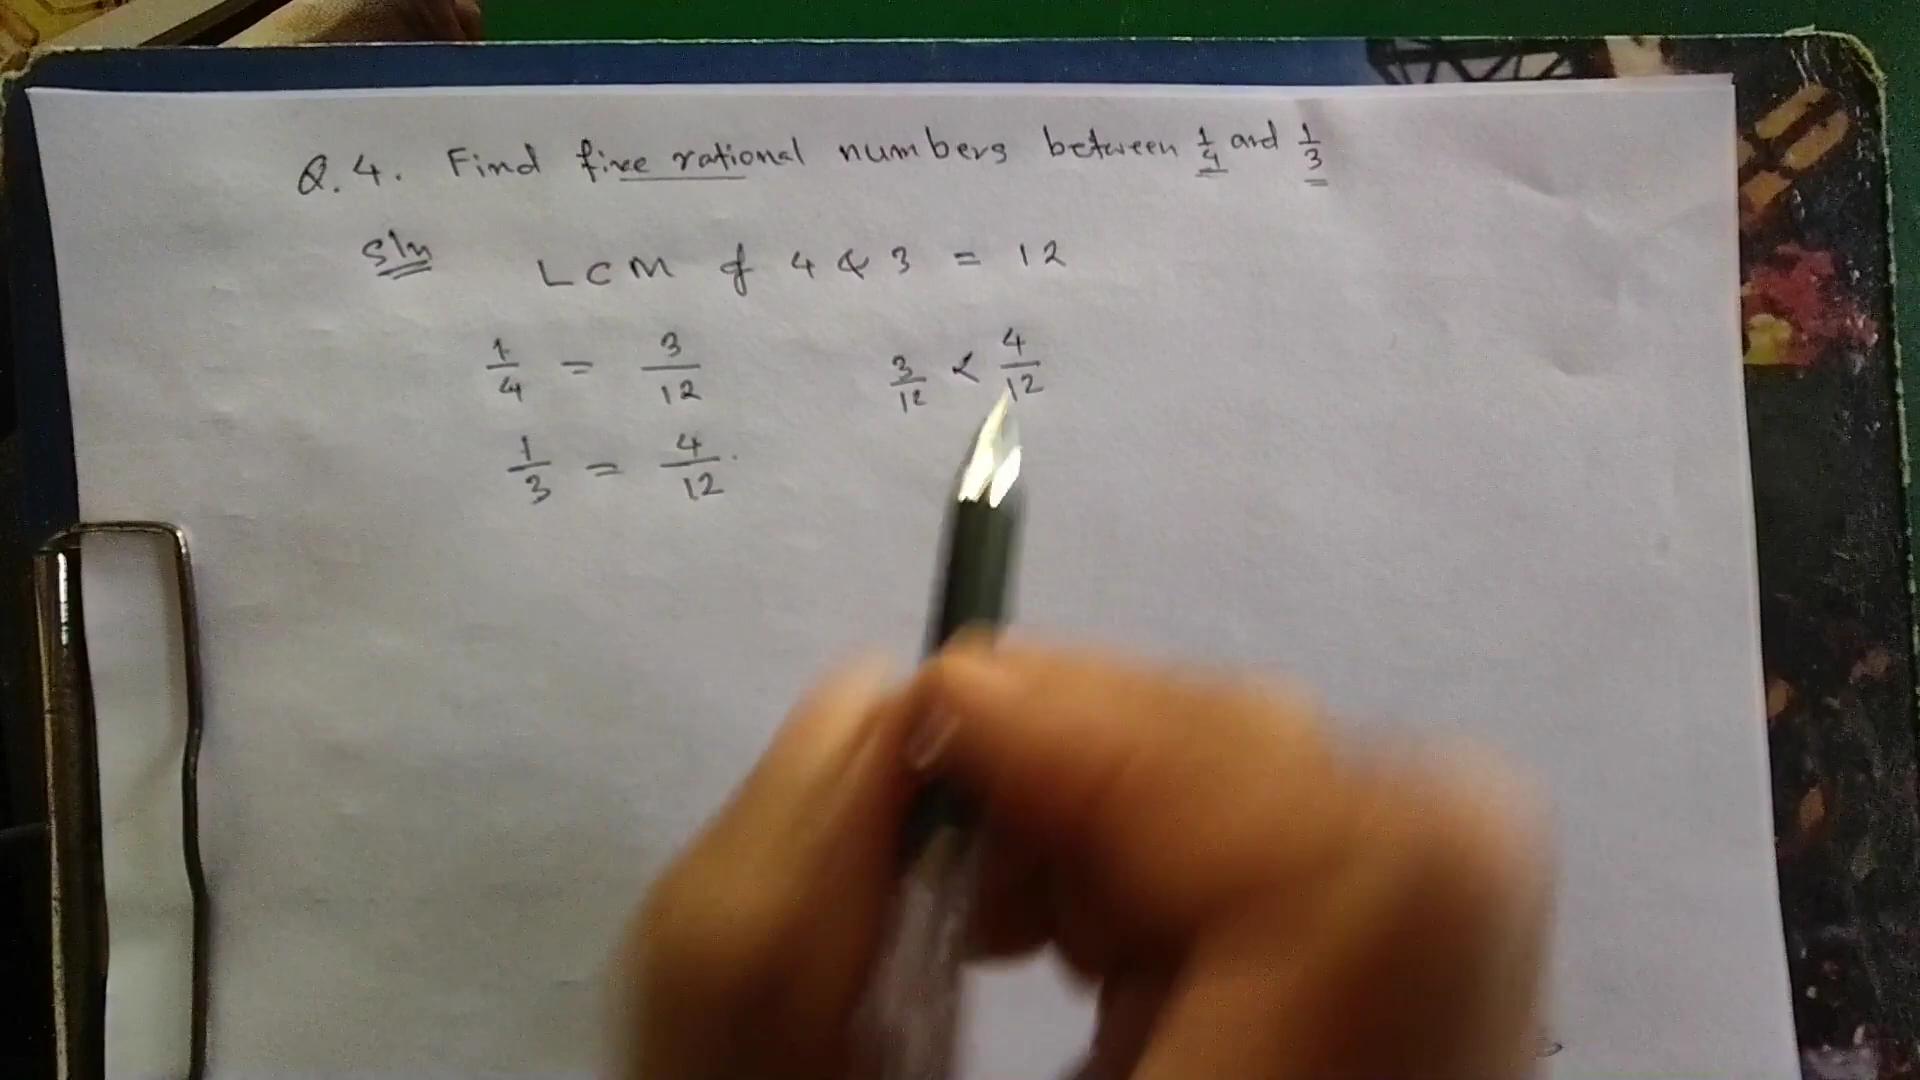 Q.4. Find five rational numbers between 1/4 and 1/3
Sln LCM of 4 & 3 = 12
1/4 = 3/12 3/12 < 4/12
1/3 = 4/12.